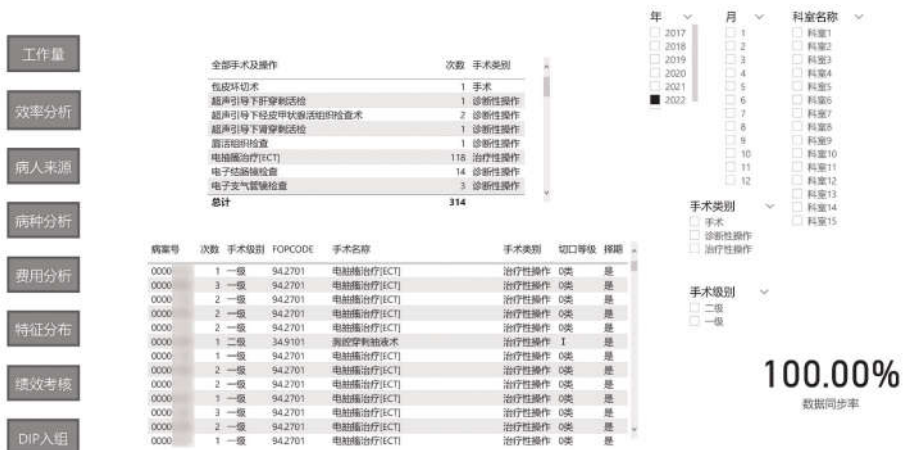 工作量
效率分析
病人来源
病种分析
费用分析
特征分布
绩效考核
DIP入组
全部手术及操作 次数 手术类别
包皮环切术 1 手术
超声引导下肝穿刺活检 1 诊断性操作
超声引导下经皮甲状腺活组织检查术 2 诊断性操作
超声引导下肾穿刺活检 1 诊断性操作
活组织检查 1 诊断性操作
电抽搐治疗[ECT] 118 治疗性操作
电子结肠镜检查 14 诊断性操作
电子支气管镜检查 3 诊断性操作
总计 314
病案号 次数 手术级别 FOPCODE 手术名称 手术类别 切口等级 择期
0000 1 一级 94.2701 电抽搐治疗[ECT] 治疗性操作 0类 是
0000 3 一级 94.2701 电抽搐治疗[ECT] 治疗性操作 0类 是
0000 2 一级 94.2701 电抽搐治疗[ECT] 治疗性操作 0类 是
0000 2 一级 94.2701 电抽搐治疗[ECT] 治疗性操作 0类 是
0000 2 一级 94.2701 电抽搐治疗[ECT] 治疗性操作 0类 是
0000 1 二级 34.9101 胸腔穿刺抽液术 治疗性操作 I 是
0000 1 一级 94.2701 电抽搐治疗[ECT] 治疗性操作 0类 是
0000 2 一级 94.2701 电抽搐治疗[ECT] 治疗性操作 0类 是
0000 2 一级 94.2701 电抽搐治疗[ECT] 治疗性操作 0类 是
0000 1 一级 94.2701 电抽搐治疗[ECT] 治疗性操作 0类 是
0000 3 一级 94.2701 电抽搐治疗[ECT] 治疗性操作 0类 是
0000 2 一级 94.2701 电抽搐治疗[ECT] 治疗性操作 0类 是
0000 1 一级 94.2701 电抽搐治疗[ECT] 治疗性操作 0类 是
年
2017
2018
2019
2020
2021
2022
月
1
2
3
4
5
6
7
8
9
10
11
12
科室名称
科室1
科室2
科室3
科室4
科室5
科室6
科室7
科室8
科室9
科室10
科室11
科室12
科室13
科室14
科室15
手术类别
手术
诊断性操作
治疗性操作
手术级别
二级
一级
100.00%
数据同步率